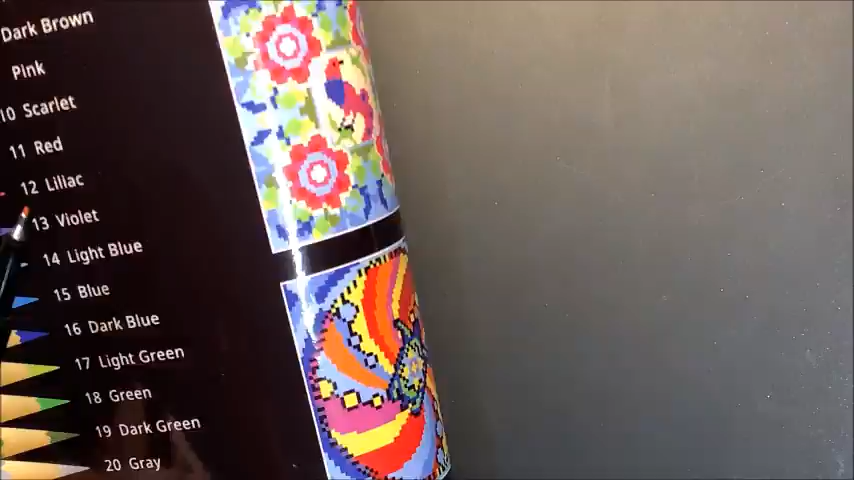 Dark Brown
Pink
10 Scarlet
11 Red
12 Liliac
13 Violet
14 Light Blue
15 Blue
16 Dark Blue
17 Light Green
18 Green
19 Dark Green
20 Gray